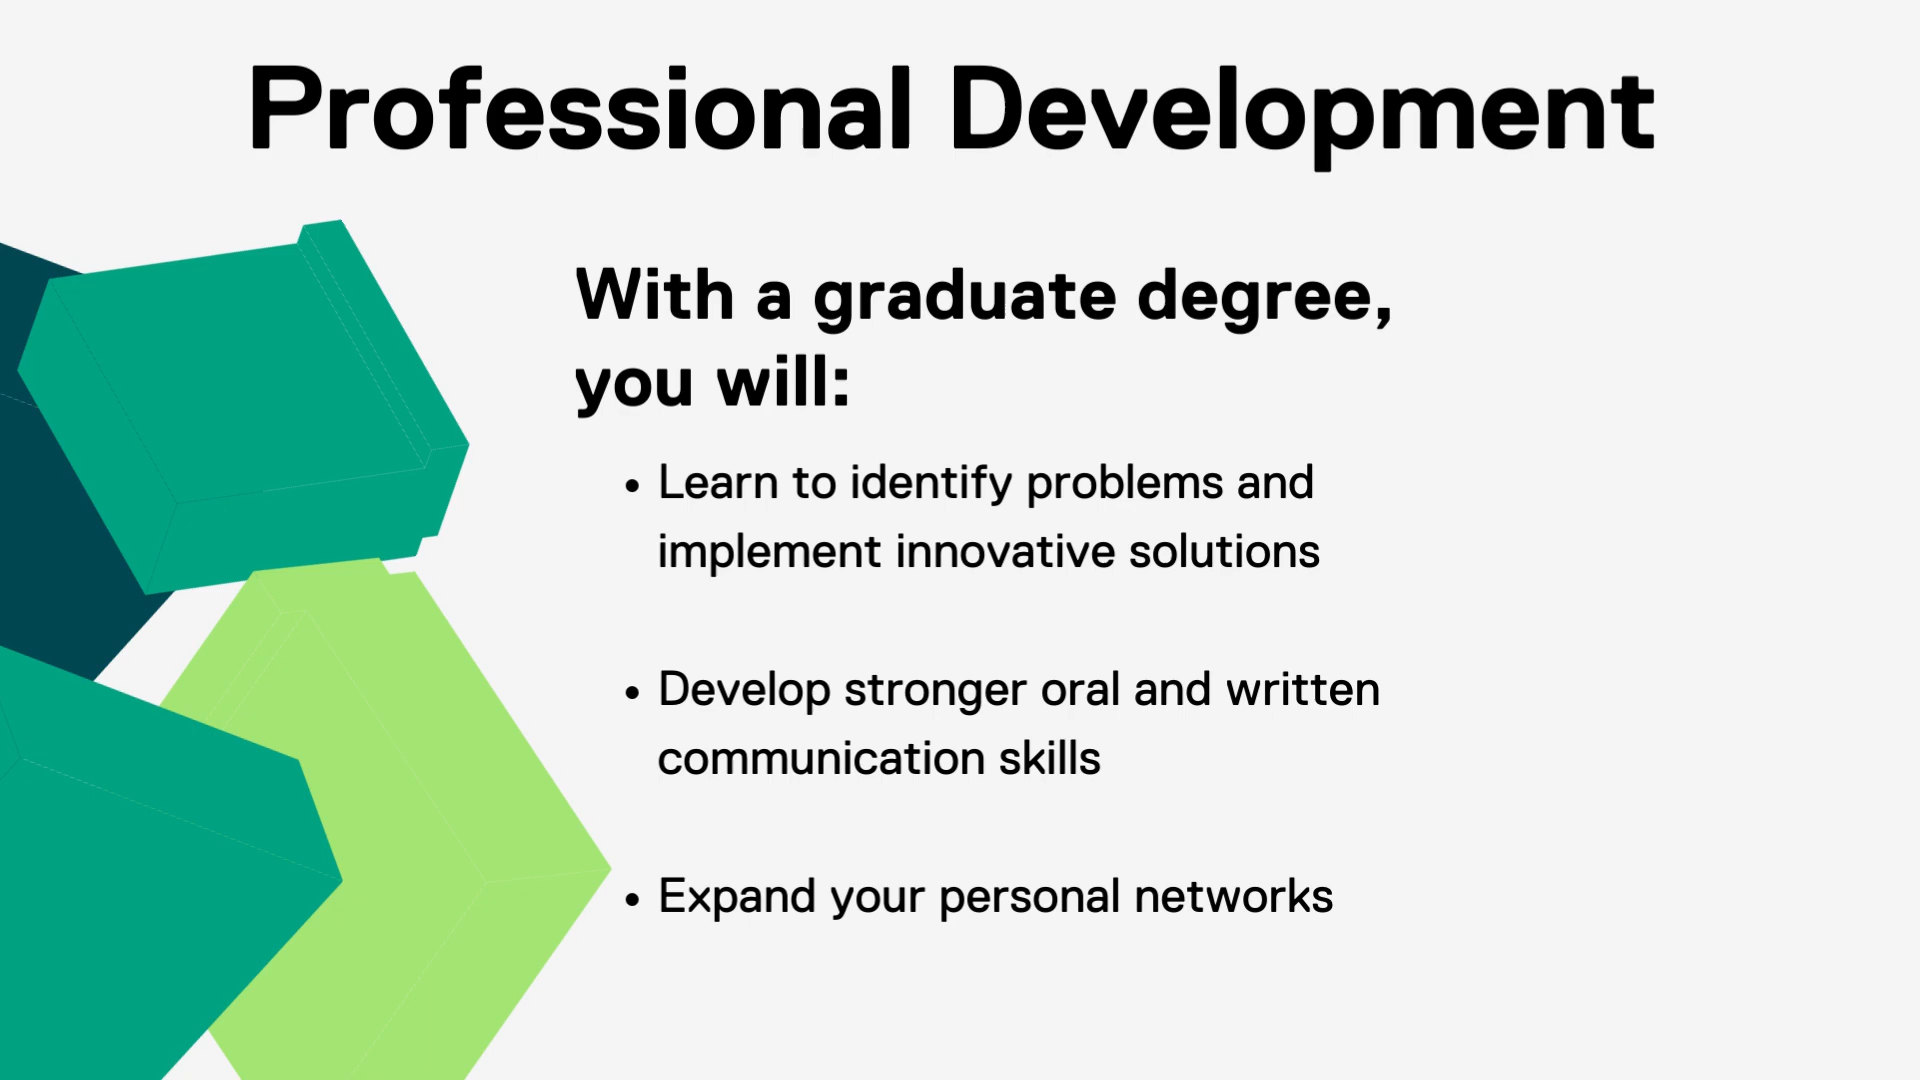 Professional Development
With a graduate degree,
you will:
• Learn to identify problems and
implement innovative solutions
• Develop stronger oral and written
communication skills
• Expand your personal networks